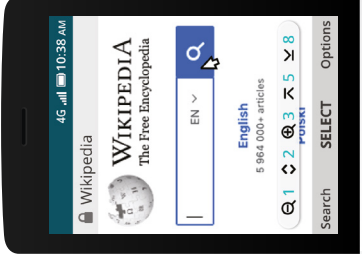 4G 10:38 AM
Wikipedia
WIKIPEDIA
The Free Encyclopedia
EN
English
5 964 000+ articles
1 2 3 5 8
Polski
Search SELECT Options